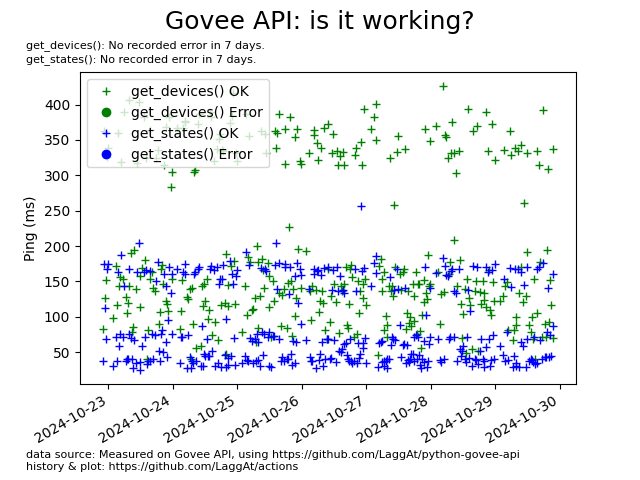 Govee API: is it working?
get_devices(): No recorded error in 7 days.
get_states(): No recorded error in 7 days.
get_devices() OK
get_devices() Error
get_states() OK
get_states() Error
Ping (ms)
400
350
300
250
200
150
100
50
2024-10-23
2024-10-24
2024-10-25
2024-10-26
2024-10-27
2024-10-28
2024-10-29
2024-10-30
data source: Measured on Govee API, using https://github.com/LaggAt/python-govee-api
history & plot: https://github.com/LaggAt/actions